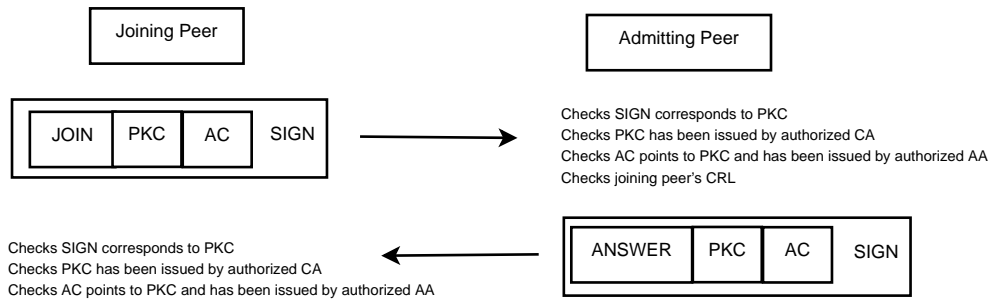 Joining Peer
Admitting Peer
JOIN PKC AC SIGN
Checks SIGN corresponds to PKC
Checks PKC has been issued by authorized CA
Checks AC points to PKC and has been issued by authorized AA
Checks joining peer's CRL
Checks SIGN corresponds to PKC
Checks PKC has been issued by authorized CA
Checks AC points to PKC and has been issued by authorized AA
ANSWER PKC AC SIGN